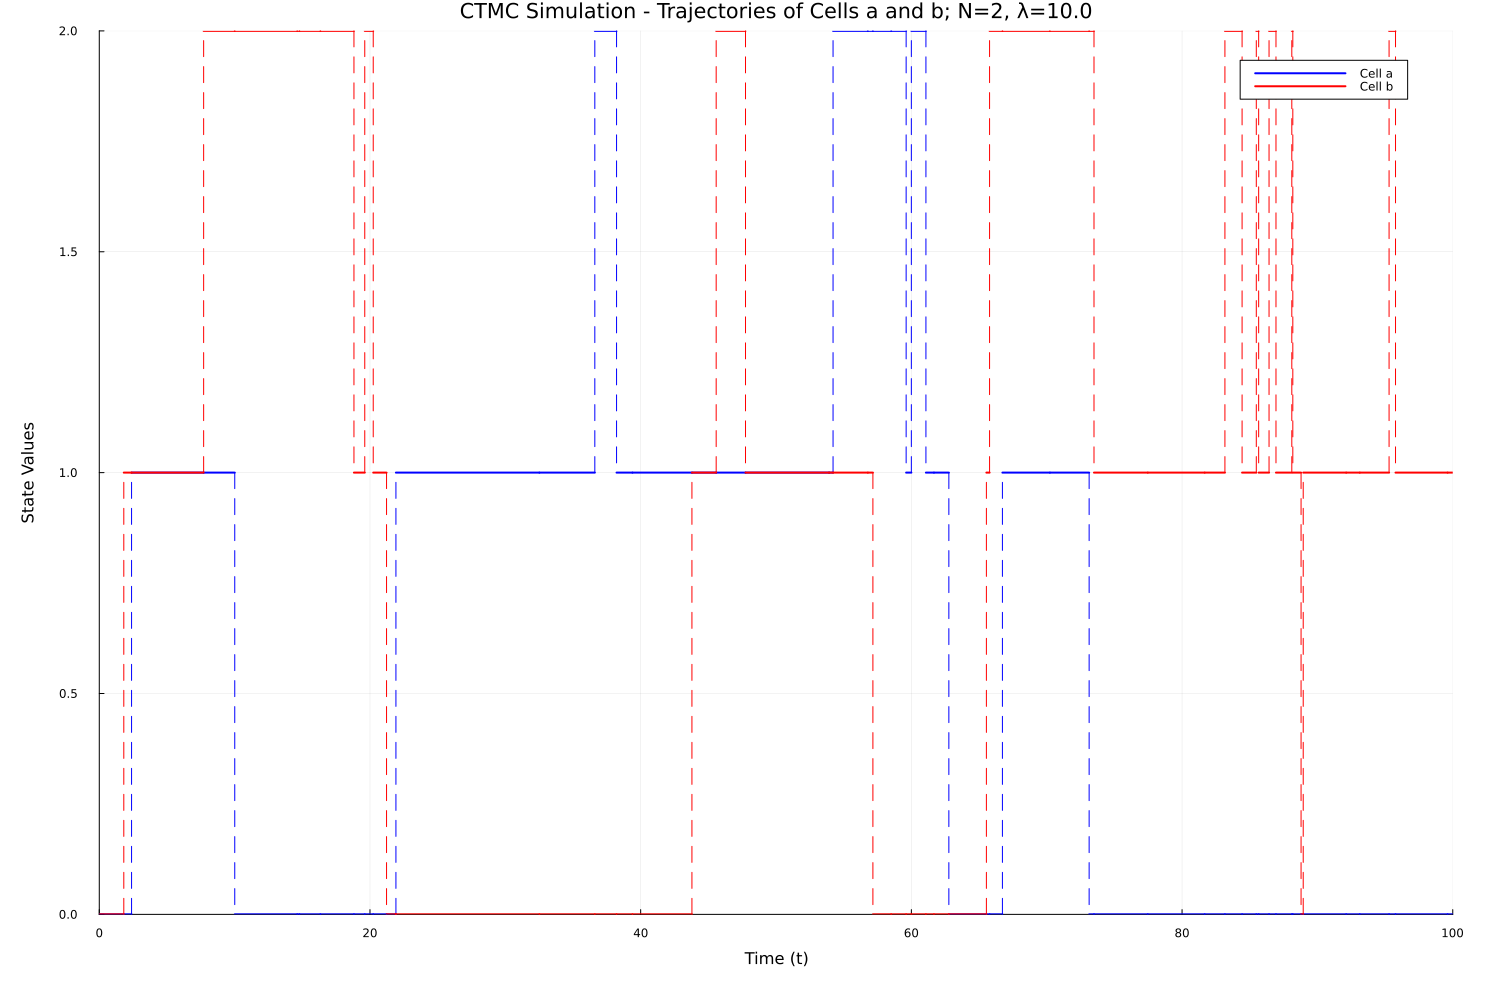 CTMC Simulation - Trajectories of Cells a and b; N=2, λ=10.0
2.0
Cell a
Cell b
1.5
1.0
State Values
0.5
0.0
0 20 40 60 80 100
Time (t)